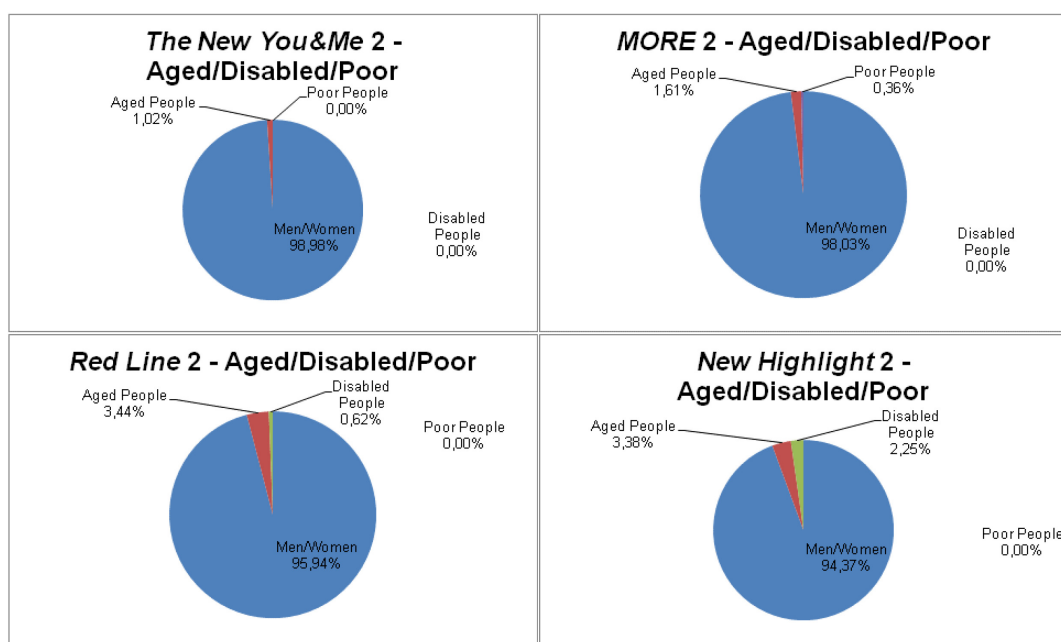 The New You&Me 2 -
Aged/Disabled/Poor
Aged People
1,02%
Poor People
0,00%
Men/Women
98,98%
Disabled
People
0,00%
MORE 2 - Aged/Disabled/Poor
Aged People
1,61%
Poor People
0,36%
Men/Women
98,03%
Disabled
People
0,00%
Red Line 2 - Aged/Disabled/Poor
Aged People
3,44%
Disabled
People
0,62%
Poor People
0,00%
Men/Women
95,94%
New Highlight 2 -
Aged/Disabled/Poor
Aged People
3,38%
Disabled
People
2,25%
Men/Women
94,37%
Poor People
0,00%